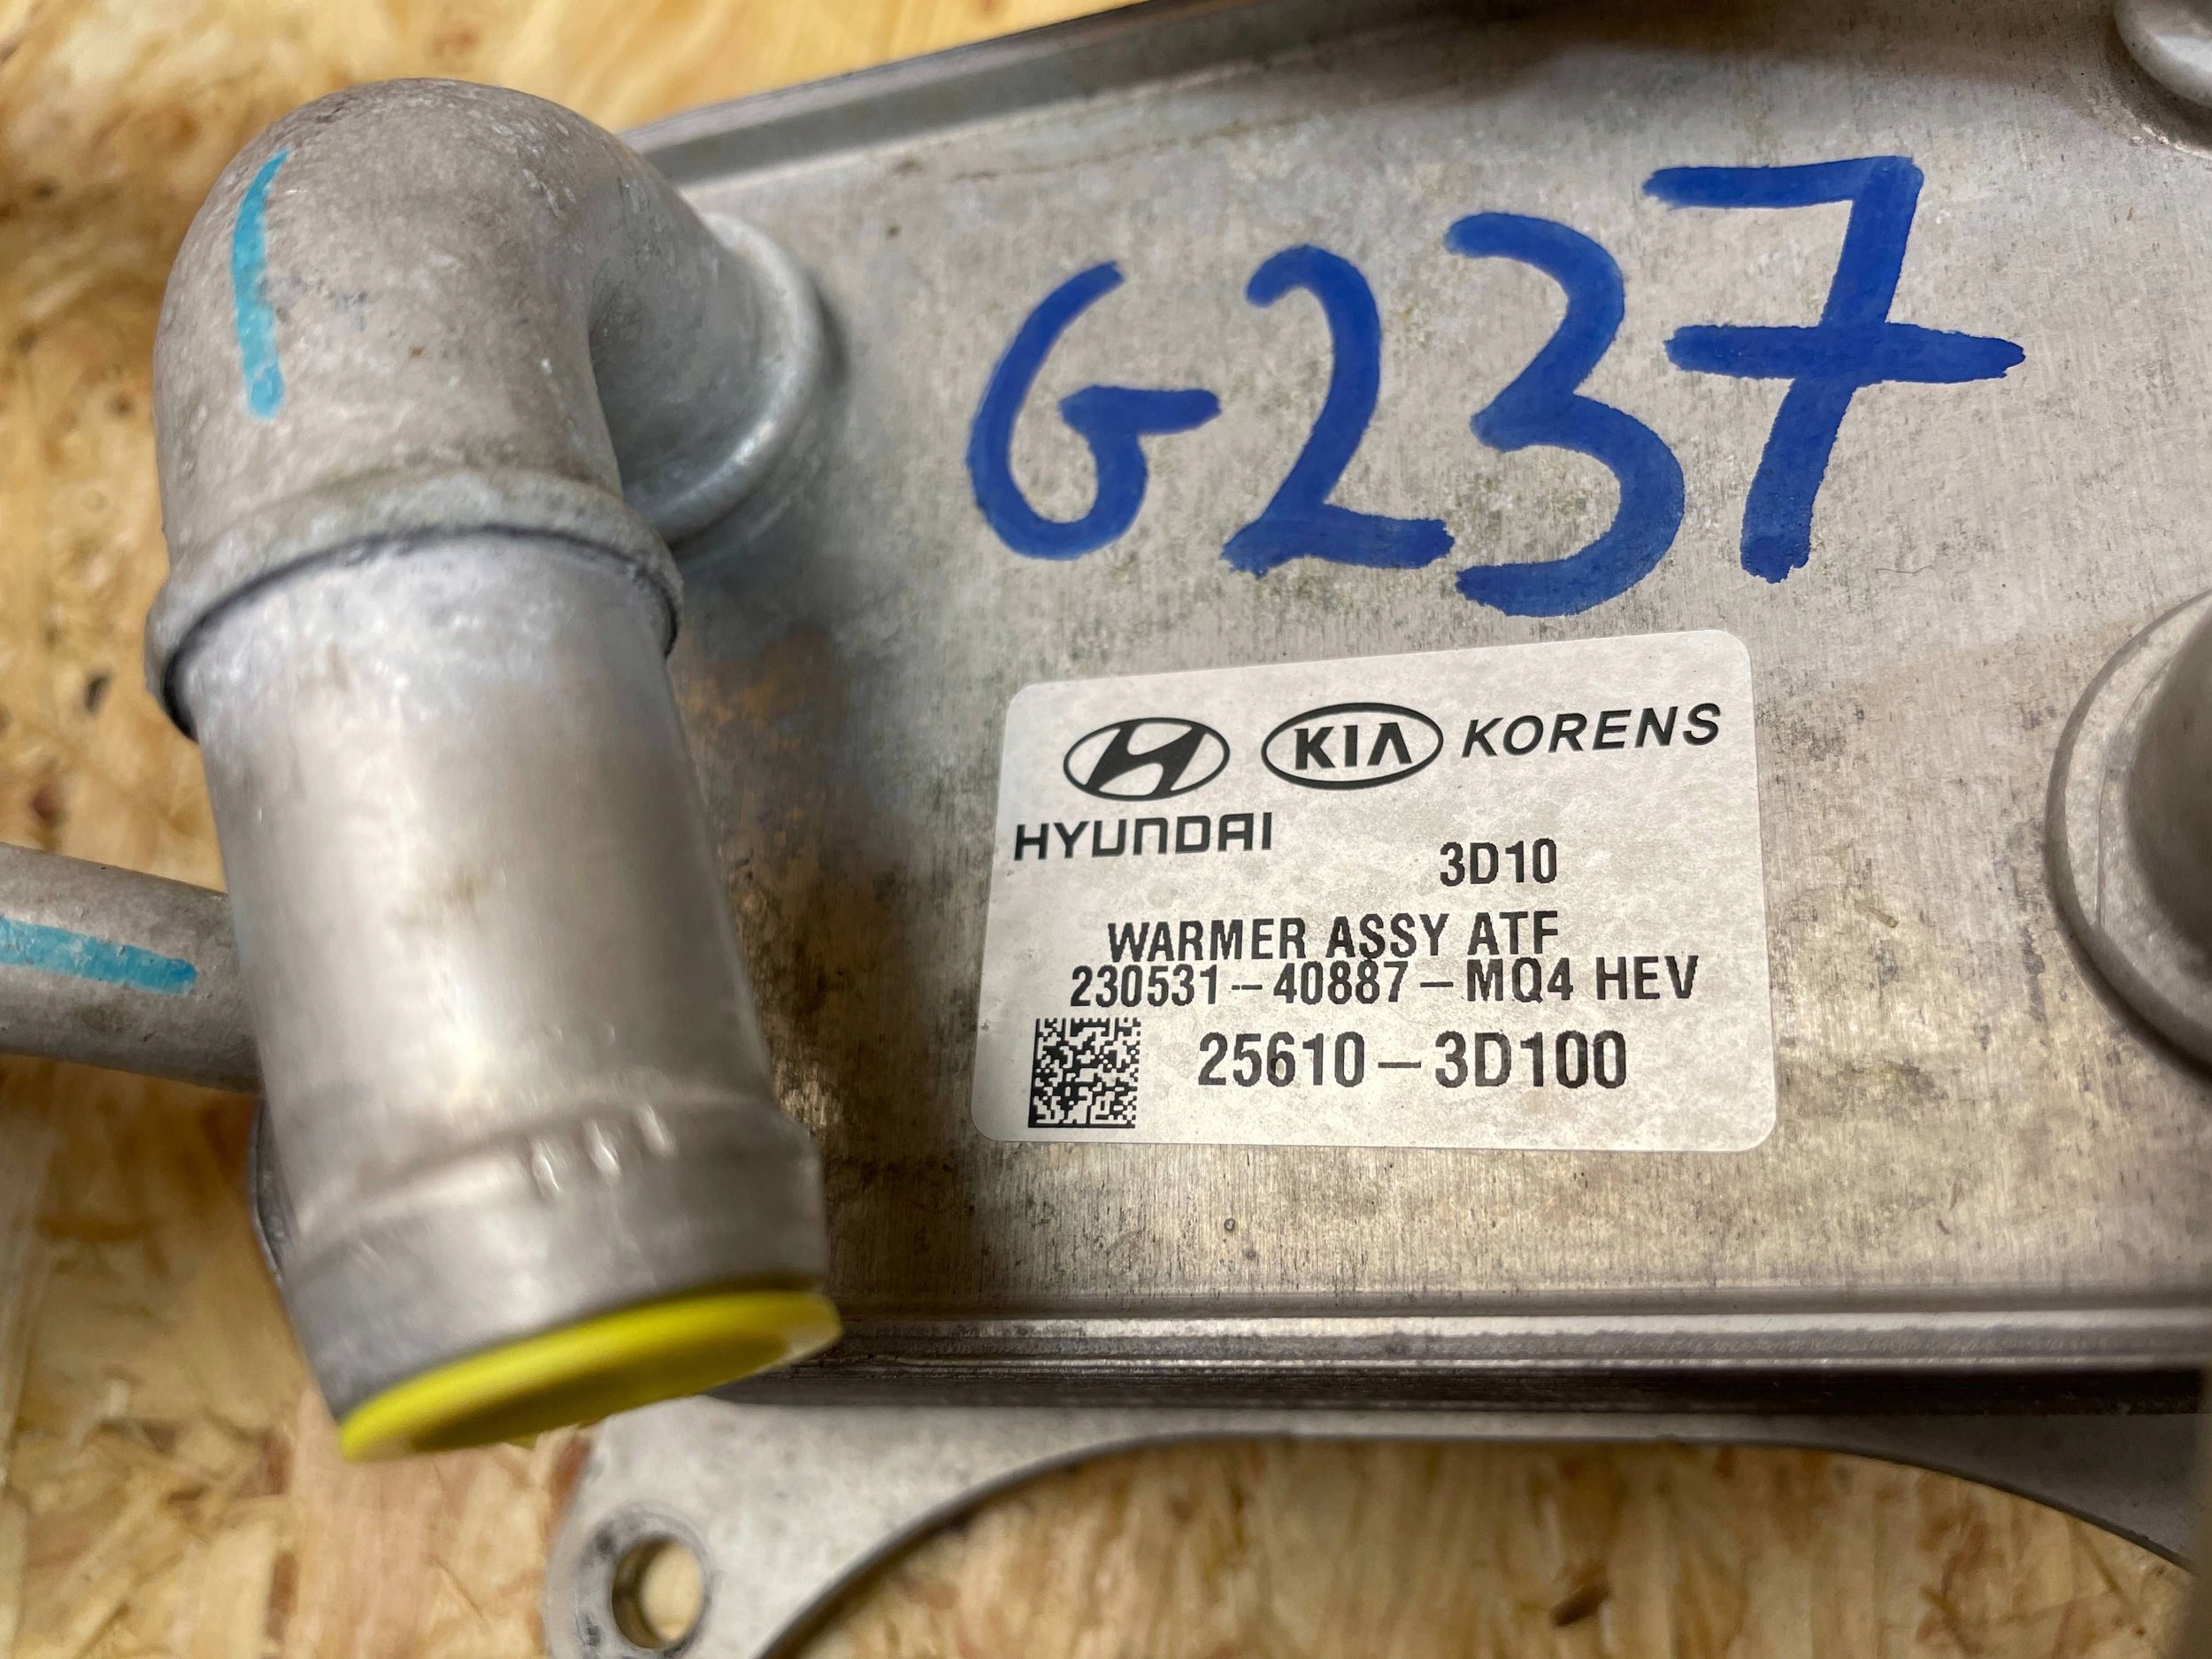 G237
KIA KORENS
HYUNDAI
3D10
WARMER ASSY ATF
230531--40887-MQ4 HEV
25610-3D100